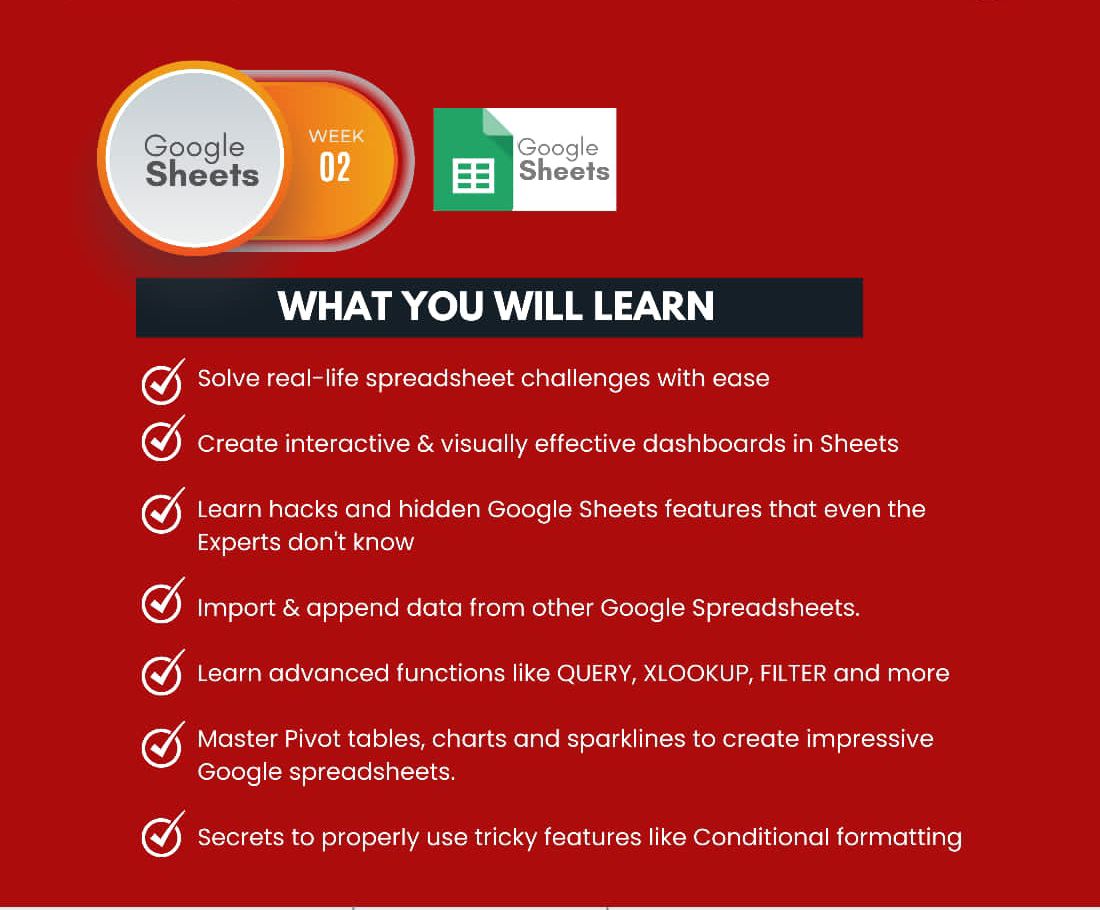 Google
Sheets
WEEK
02
Google
Sheets
WHAT YOU WILL LEARN
Solve real-life spreadsheet challenges with ease
Create interactive & visually effective dashboards in Sheets
Learn hacks and hidden Google Sheets features that even the
Experts don't know
Import & append data from other Google Spreadsheets.
Learn advanced functions like QUERY, XLOOKUP, FILTER and more
Master Pivot tables, charts and sparklines to create impressive
Google spreadsheets.
Secrets to properly use tricky features like Conditional formatting